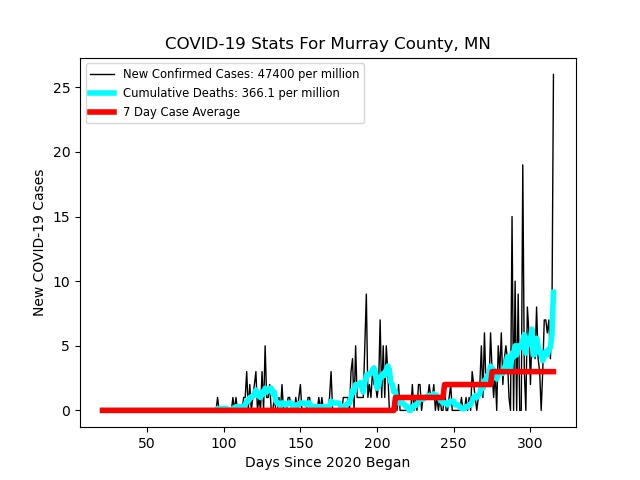 COVID-19 Stats For Murray County, MN
New Confirmed Cases: 47400 per million
Cumulative Deaths: 366.1 per million
7 Day Case Average
New COVID-19 Cases
25
20
15
10
5
0
50 100 150 200 250 300
Days Since 2020 Began